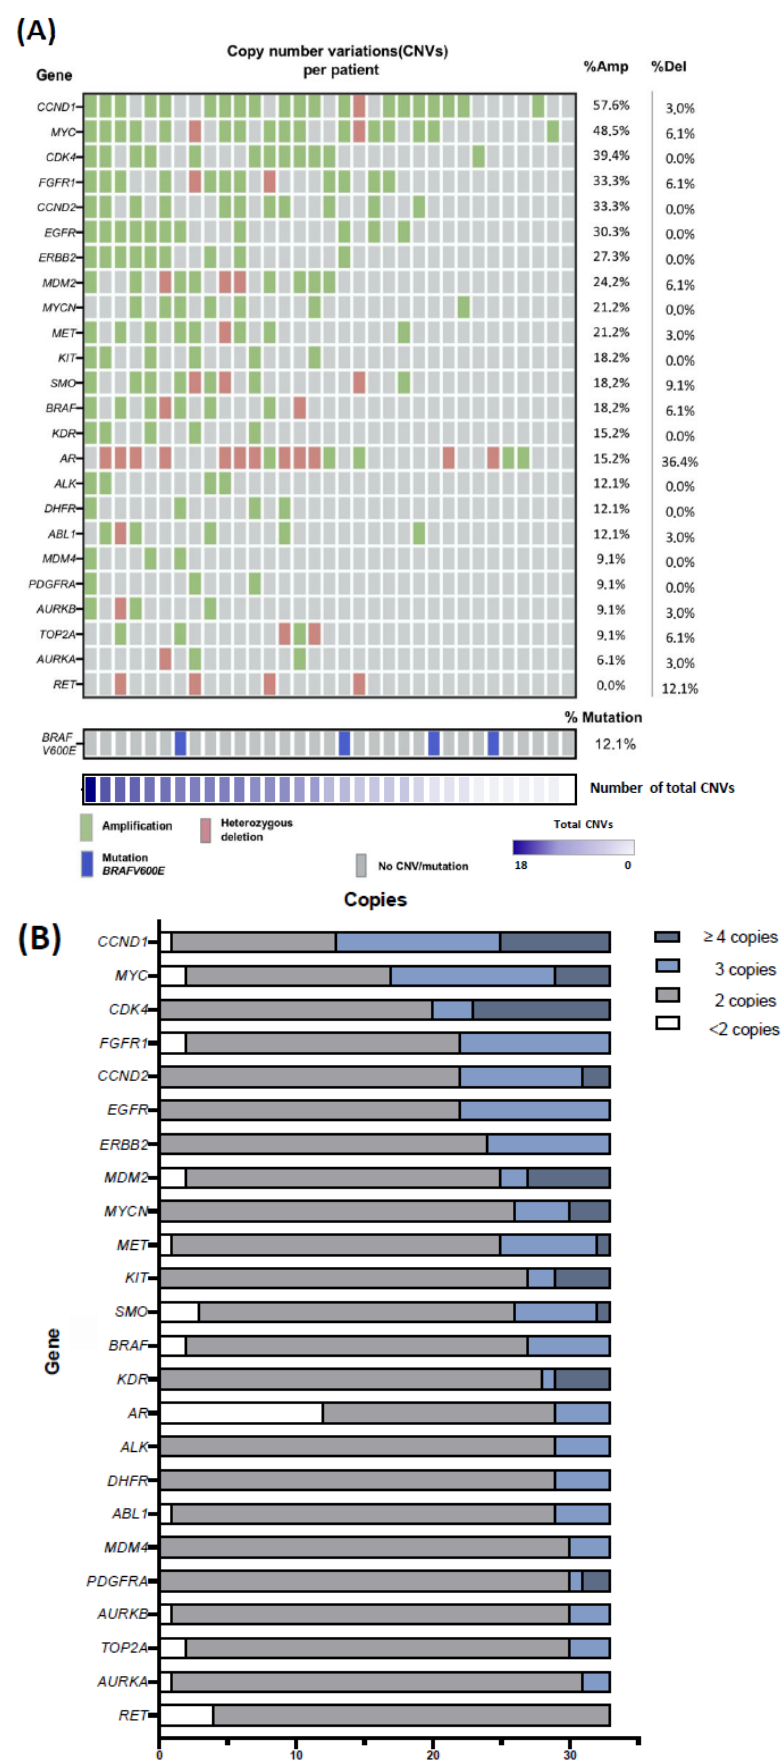 (A)
Copy number variations(CNVs)
per patient
Gene
%Amp
%Del
CCND1
57.6%
3.0%
MYC
48,5%
6.1%
CDK4
39.4%
0.0%
FGFR1
33.3%
6.1%
CCND2
33.3%
0.0%
EGFR
30.3%
0.0%
ERBB2
27.3%
0.0%
MDM2
24,2%
6.1%
MYCN
21.2%
0.0%
MET
21.2%
3.0%
KIT
18.2%
0.0%
SMO
18,2%
9.1%
BRAF
18.2%
6.1%
KDR
15.2%
0.0%
AR
15.2%
36.4%
ALK
12.1%
0.0%
DHFR
12.1%
0.0%
ABL1
12.1%
3.0%
MDM4
9.1%
0.0%
PDGFRA
9.1%
0.0%
AURKB
9.1%
3.0%
TOP2A
9.1%
6.1%
AURKA
6.1%
3.0%
RET
0,0%
12.1%
% Mutation
BRAF
V600E
12.1%
Number of total CNVs
Amplification
Heterozygous
deletion
Total CNVs
18
0
Mutation
BRAFV600E
No CNV/mutation
Copies
(B)
CCND1
MYC
CDK4
FGFR1
CCND2
EGFR
ERBB2
MDM2
MYCN
MET
KIT
SMO
BRAF
KDR
AR
ALK
DHFR
ABL1
MDM4
PDGFRA
AURKB
TOP2A
AURKA
RET
≥ 4 copies
3 copies
2 copies
<2 copies
Gene
0
10
20
30